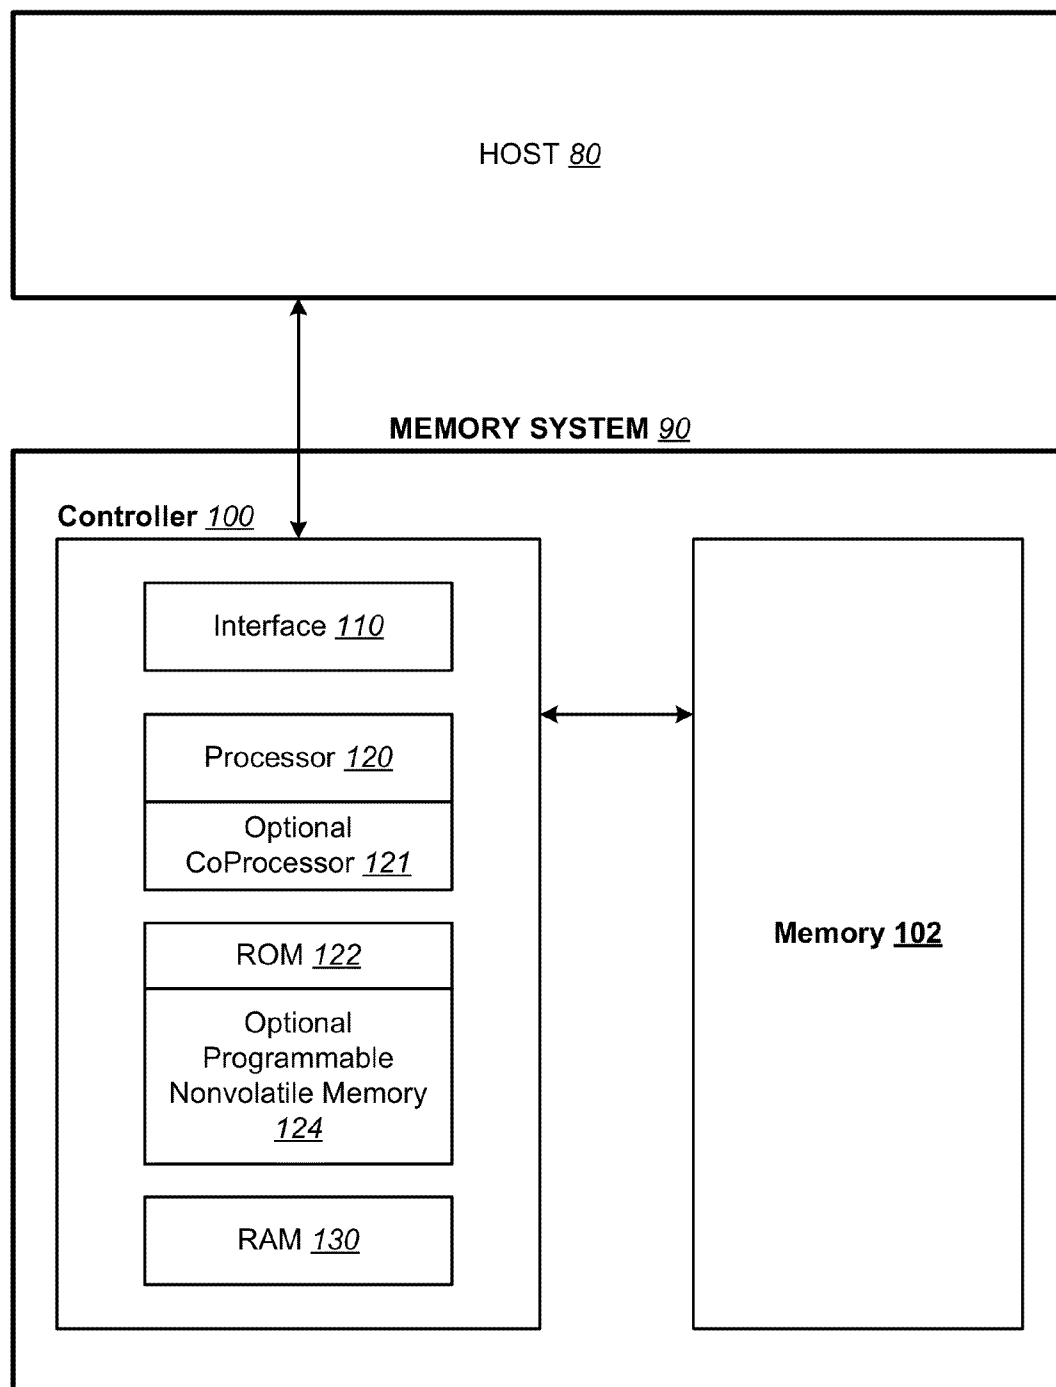 HOST 80
MEMORY SYSTEM 90
Controller 100
Interface 110
Processor 120
Optional
CoProcessor 121
ROM 122
Optional
Programmable
Nonvolatile Memory
124
RAM 130
Memory 102